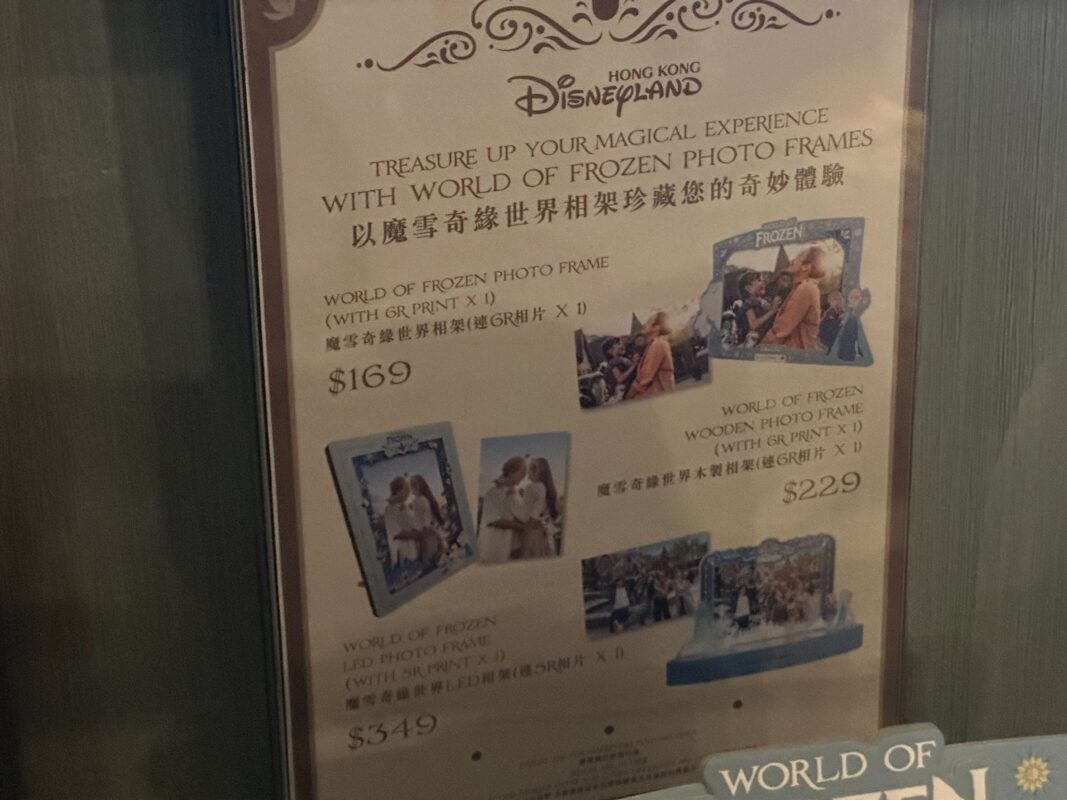 HONG KONG
DISNEYLAND
TREASURE UP YOUR MAGICAL EXPERIENCE
WITH WORLD OF FROZEN PHOTO FRAMES
以魔雪奇緣世界相架珍藏您的奇妙體驗
WORLD OF FROZEN PHOTO FRAME
(WITH 6R PRINT X 1)
魔雪奇緣世界相架(連6R相片 X 1)
$169
FROZEN
WORLD OF FROZEN
WOODEN PHOTO FRAME
(WITH 6R PRINT X 1)
魔雪奇緣世界木製相架(連6R相片 X 1)
$229
FROZEN
WORLD OF FROZEN
LED PHOTO FRAME
(WITH 5R PRINT X 1)
魔雪奇緣世界LED相架(連5R相片 X 1)
$349
WORLD OF